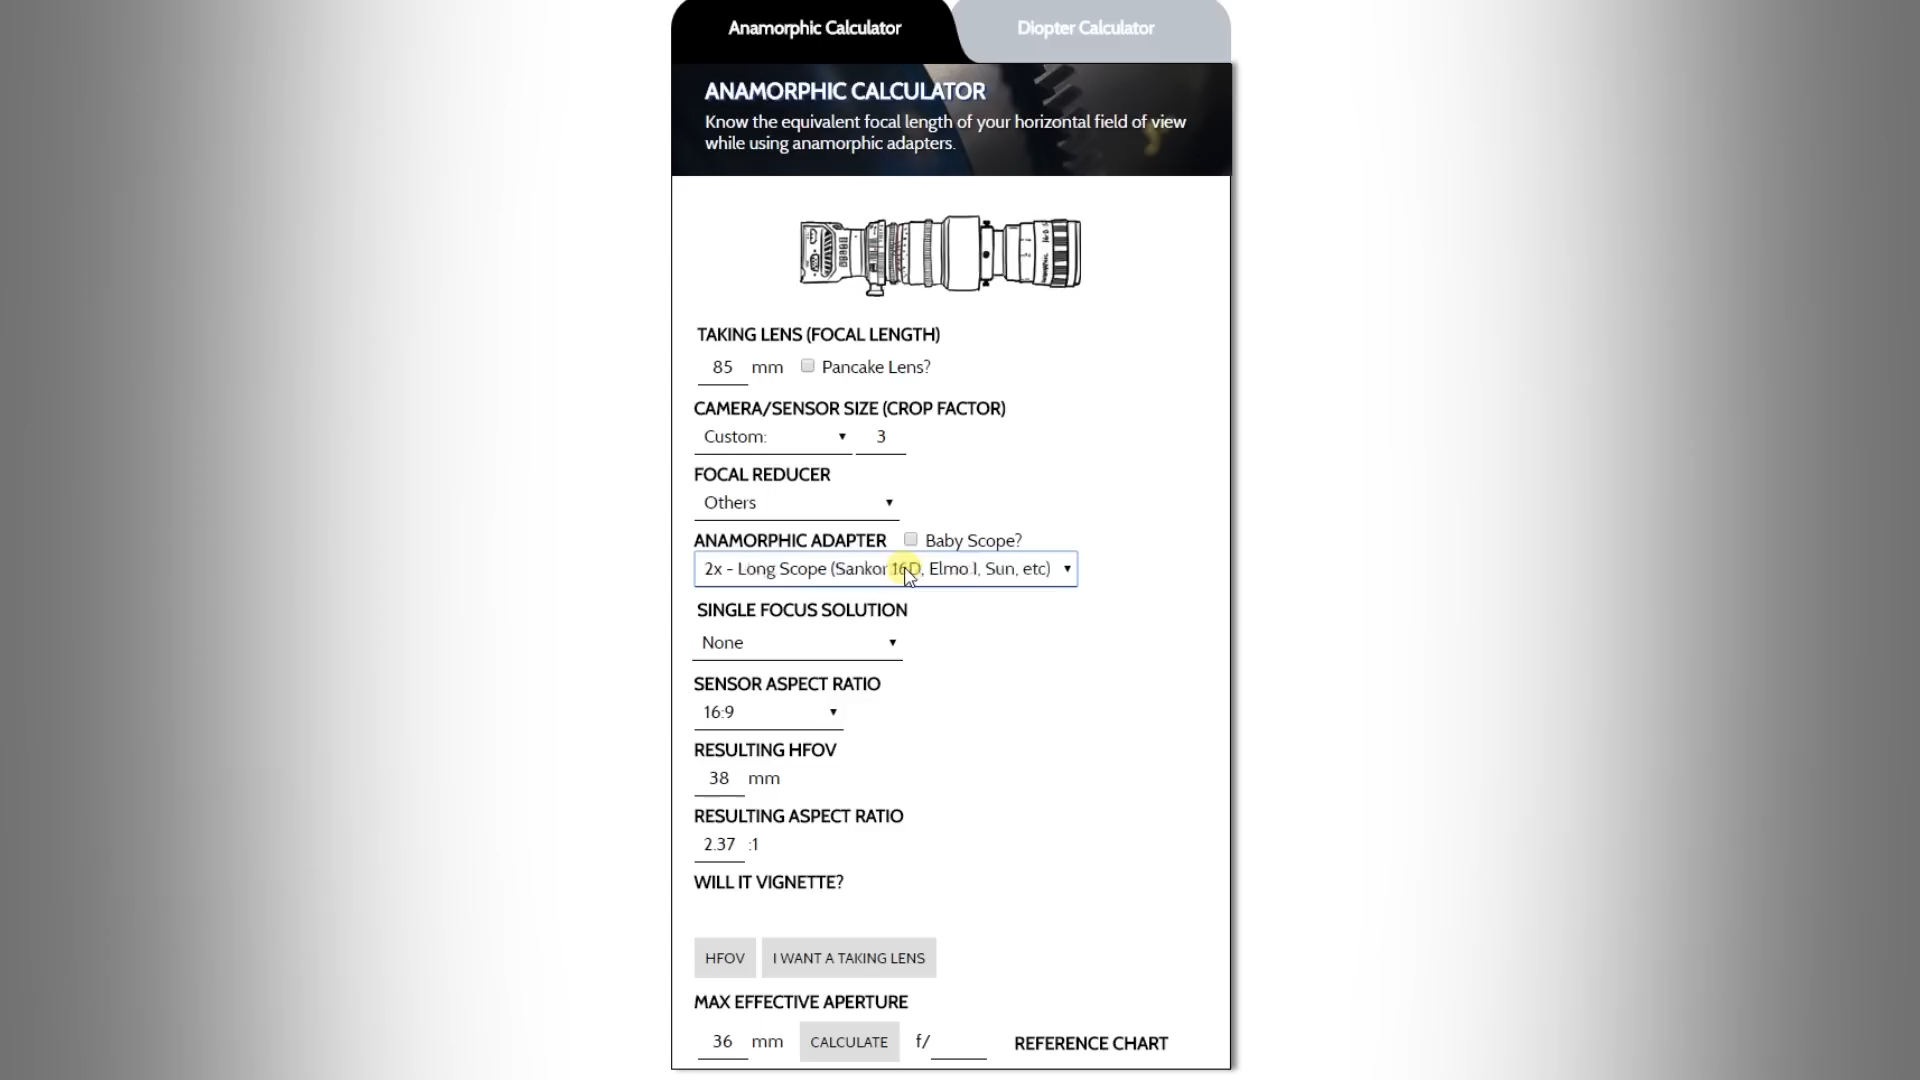 Anamorphic Calculator
Diopter Calculator
ANAMORPHIC CALCULATOR
Know the equivalent focal length of your horizontal field of view
while using anamorphic adapters.
TAKING LENS (FOCAL LENGTH)
85 mm Pancake Lens?
CAMERA/SENSOR SIZE (CROP FACTOR)
Custom: 3
FOCAL REDUCER
Others
ANAMORPHIC ADAPTER Baby Scope?
2x - Long Scope (Sankor 16D, Elmo I, Sun, etc)
SINGLE FOCUS SOLUTION
None
SENSOR ASPECT RATIO
16:9
RESULTING HFOV
38 mm
RESULTING ASPECT RATIO
2.37 :1
WILL IT VIGNETTE?
HFOV I WANT A TAKING LENS
MAX EFFECTIVE APERTURE
36 mm CALCULATE f/ REFERENCE CHART